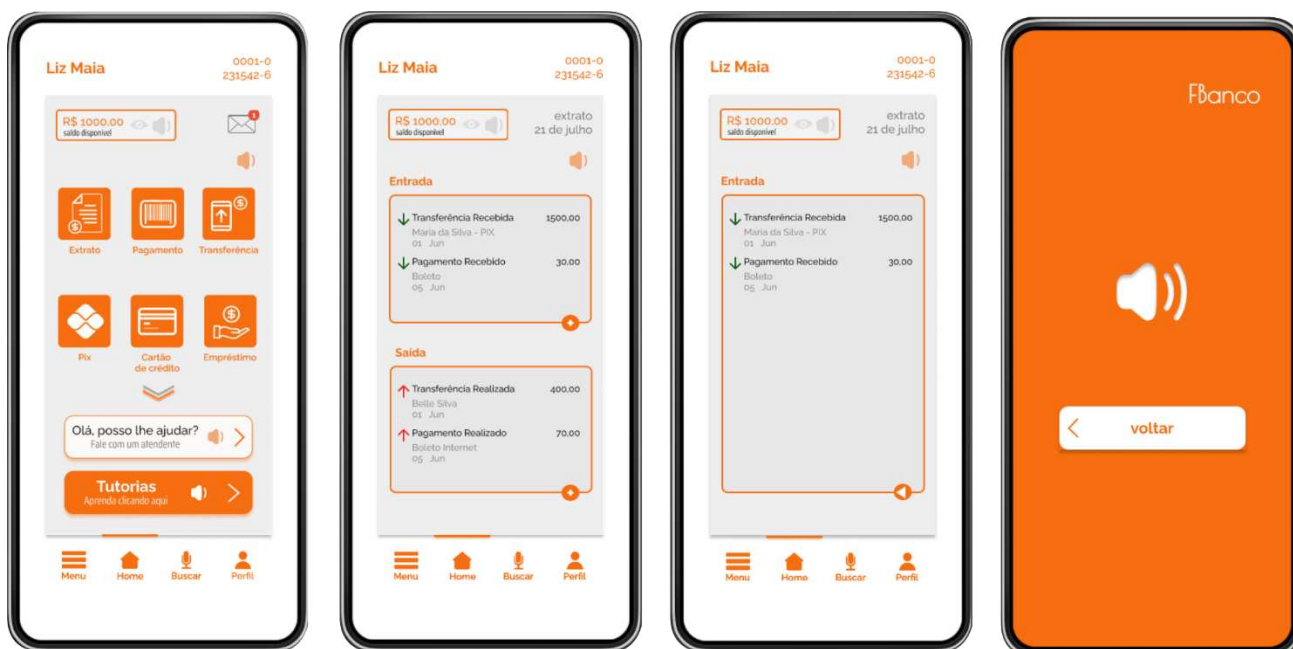 Liz Maia
0001-0
231542-6
R$ 1000,00
saldo disponível
1
Extrato
Pagamento
Transferência
Pix
Cartão
de crédito
Empréstimo
Olá, posso lhe ajudar?
Fale com um atendente
Tutorias
Aprenda clicando aqui
Menu
Home
Buscar
Perfil
Liz Maia
0001-0
231542-6
R$ 1000,00
saldo disponível
extrato
21 de julho
Entrada
Transferência Recebida 1500,00
Maria da Silva - PIX
01 Jun
Pagamento Recebido 30,00
Boleto
05 Jun
Saída
Transferência Realizada 400,00
Belle Silva
01 Jun
Pagamento Realizado 70,00
Boleto Internet
05 Jun
Menu
Home
Buscar
Perfil
Liz Maia
0001-0
231542-6
R$ 1000,00
saldo disponível
extrato
21 de julho
Entrada
Transferência Recebida 1500,00
Maria da Silva - PIX
01 Jun
Pagamento Recebido 30,00
Boleto
05 Jun
Menu
Home
Buscar
Perfil
FBanco
voltar